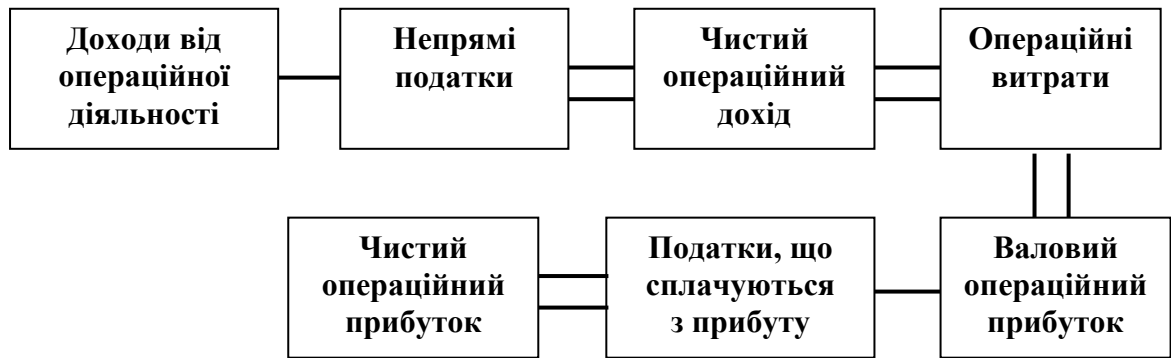 Доходи від
операційної
діяльності
Непрямі
податки
Чистий
операційний
дохід
Операційні
витрати
Чистий
операційний
прибуток
Податки, що
сплачуються
з прибуту
Валовий
операційний
прибуток